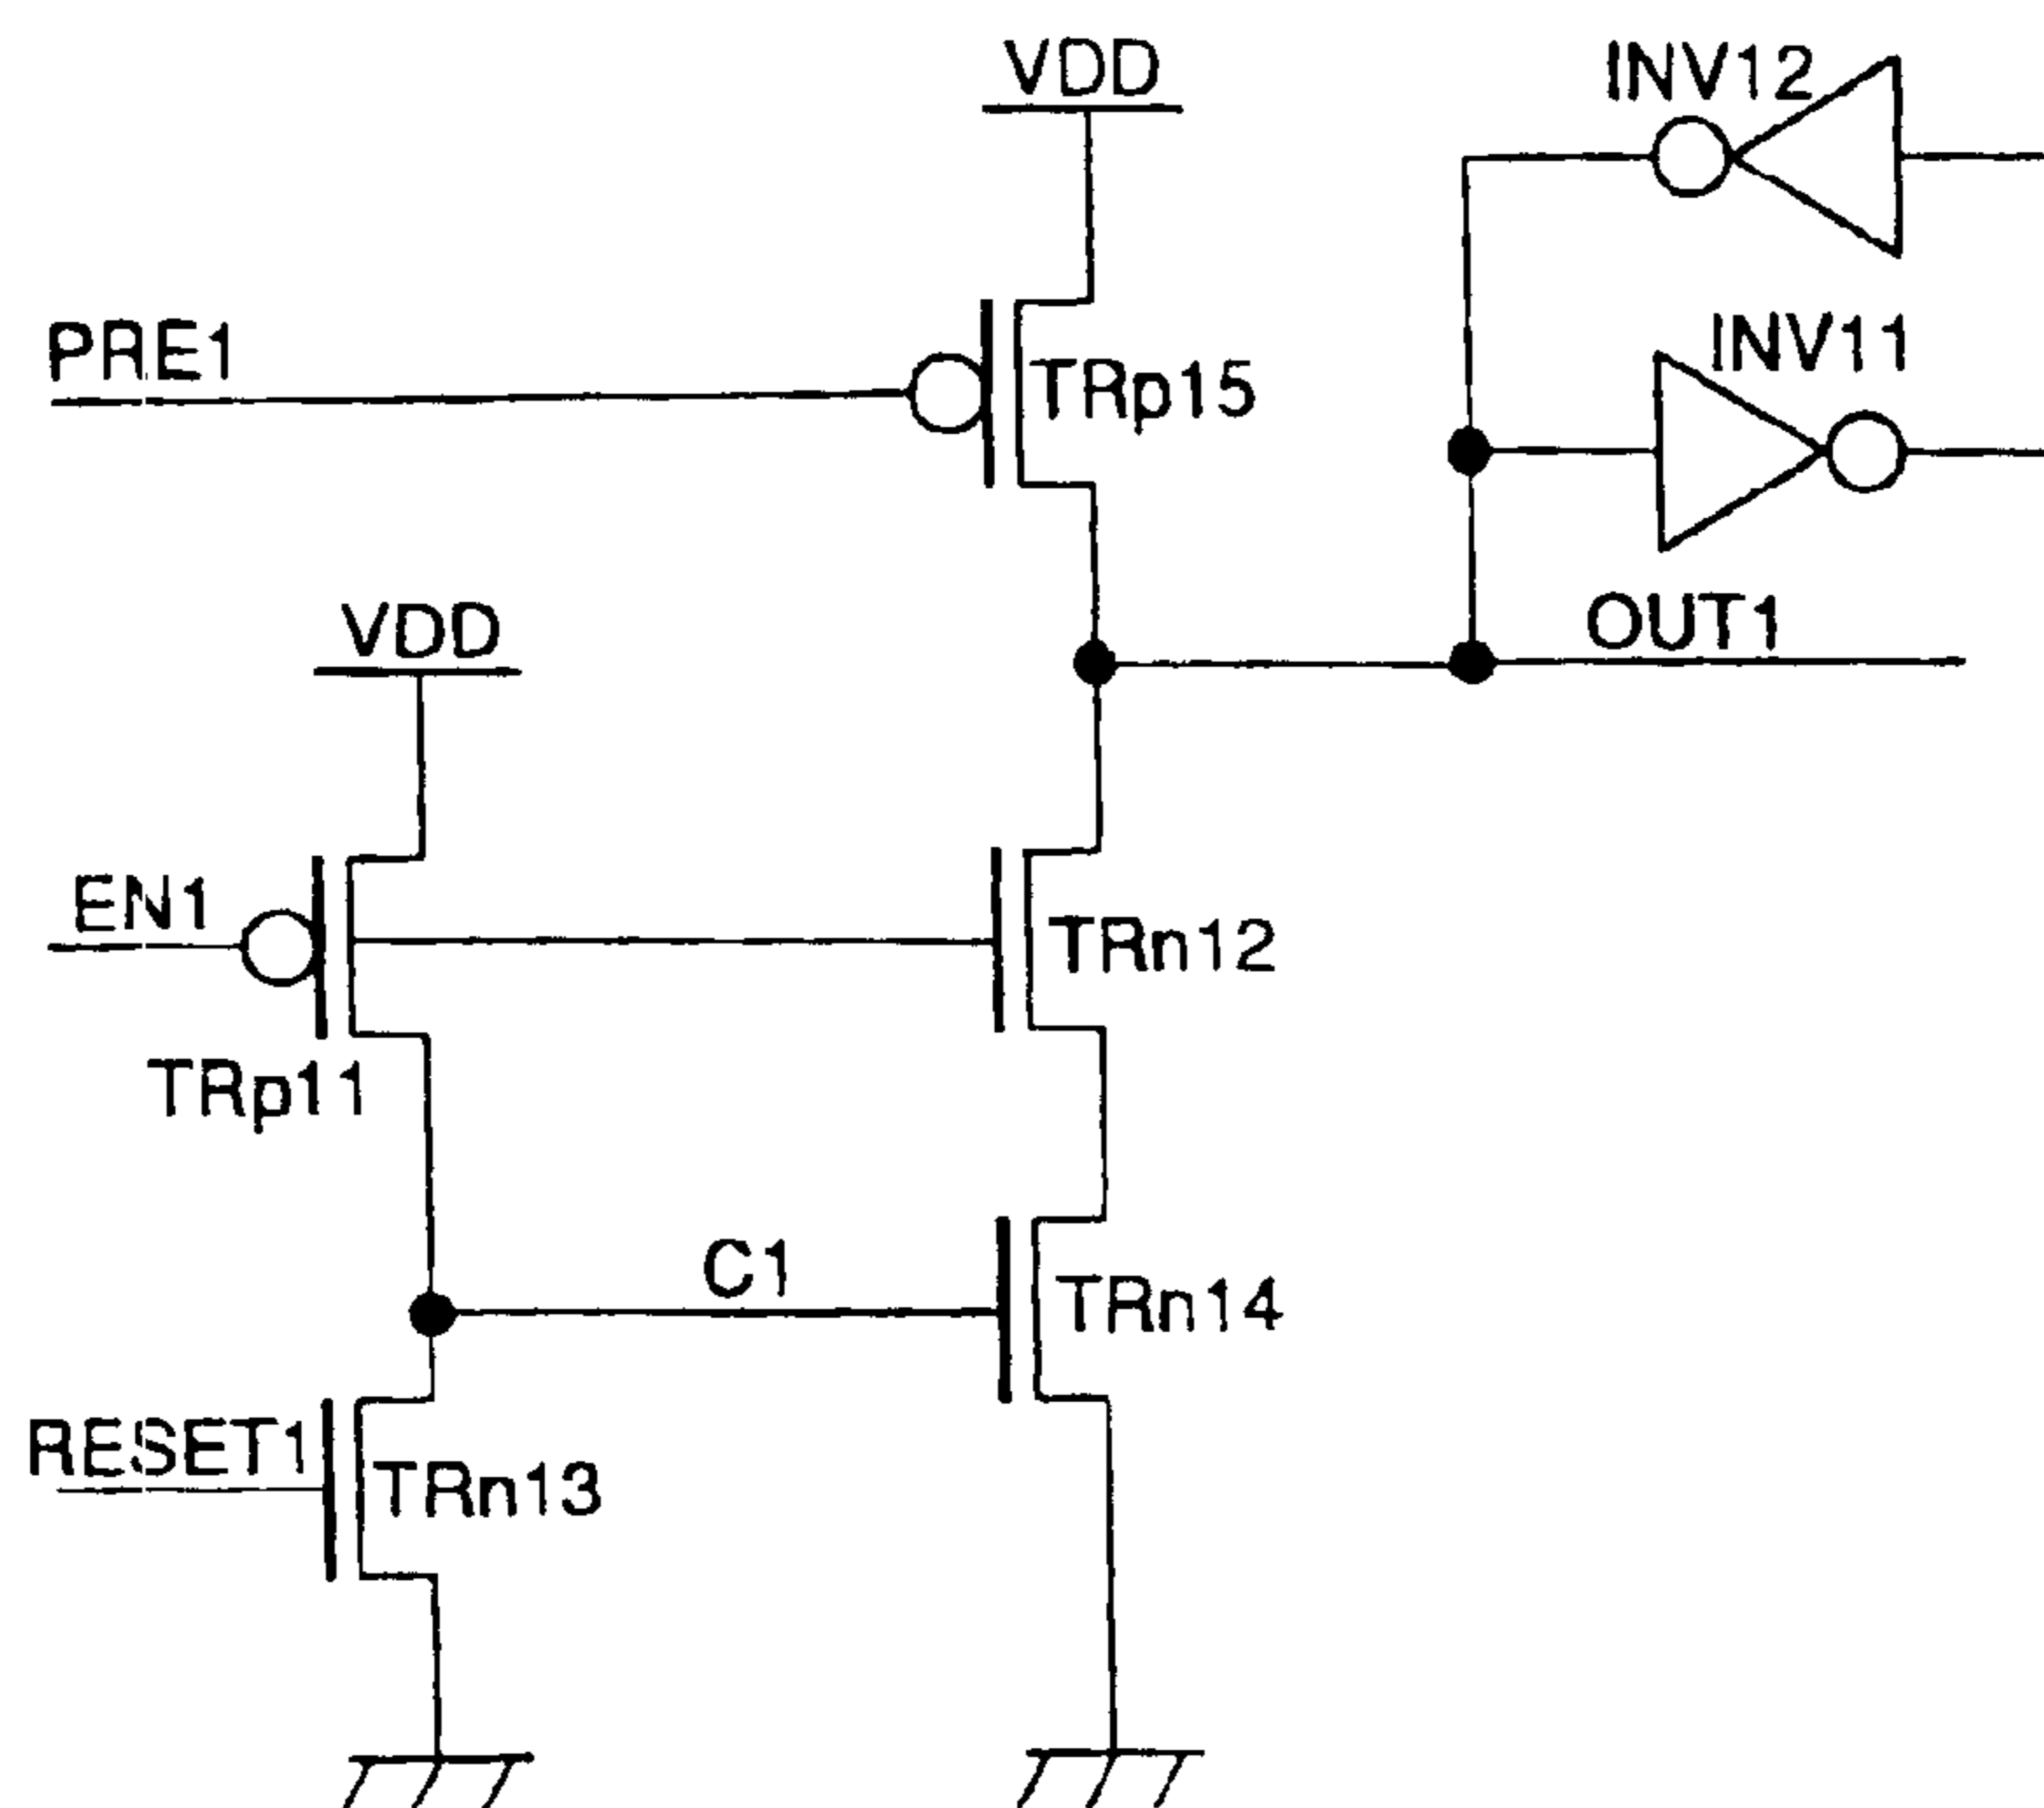 VDD
INV12
PRE1
TRp15
INV11
VDD
OUT1
EN1
TRn12
TRp11
C1
TRn14
RESET1
TRn13